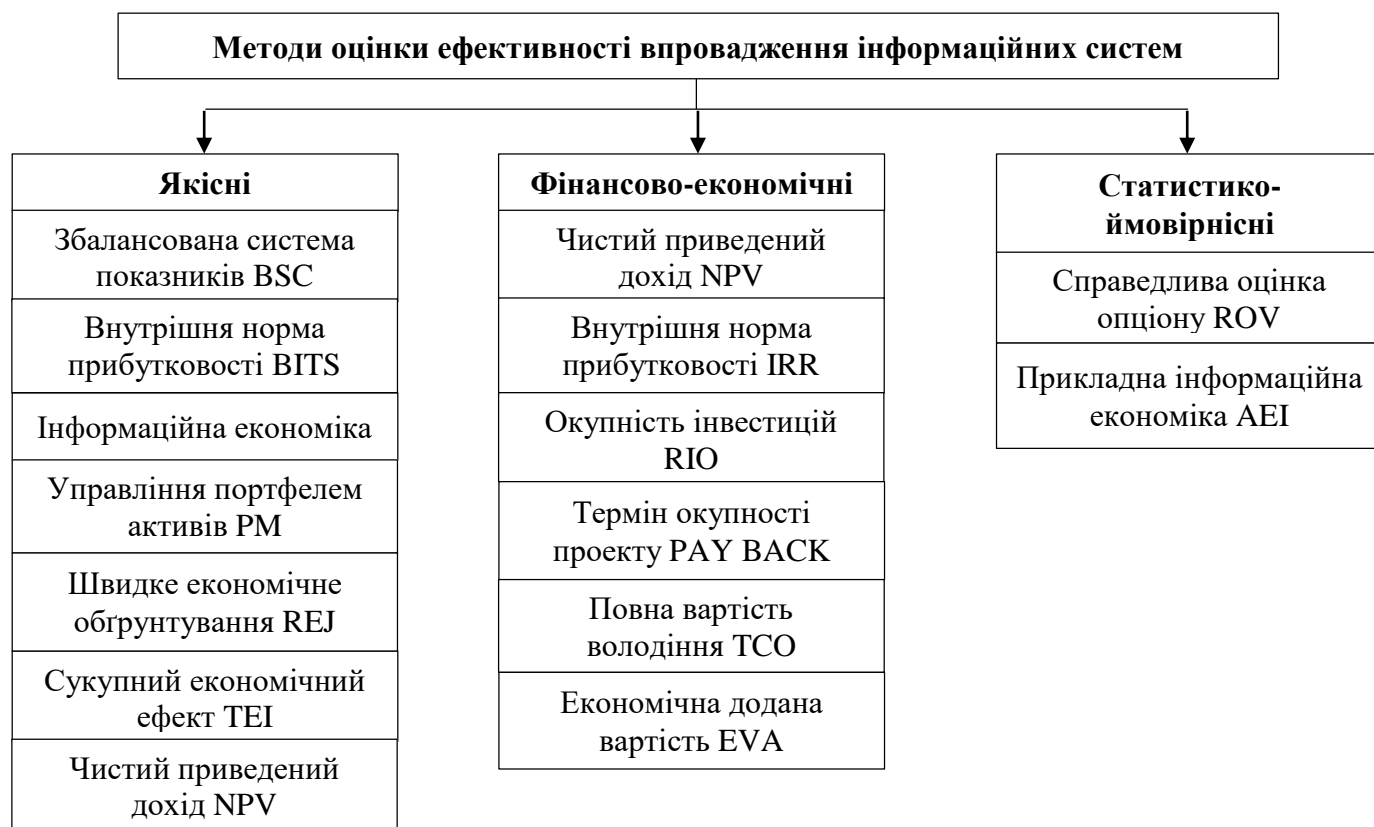 Методи оцінки ефективності впровадження інформаційних систем
Якісні
Збалансована система
показників BSC
Внутрішня норма
прибутковості BITS
Інформаційна економіка
Управління портфелем
активів PM
Швидке економічне
обґрунтування REJ
Сукупний економічний
ефект TEI
Чистий приведений
дохід NPV
Фінансово-економічні
Чистий приведений
дохід NPV
Внутрішня норма
прибутковості IRR
Окупність інвестицій
RIO
Термін окупності
проекту PAY BACK
Повна вартість
володіння TCO
Економічна додана
вартість EVA
Статистико-
ймовірнісні
Справедлива оцінка
опціону ROV
Прикладна інформаційна
економіка AEI